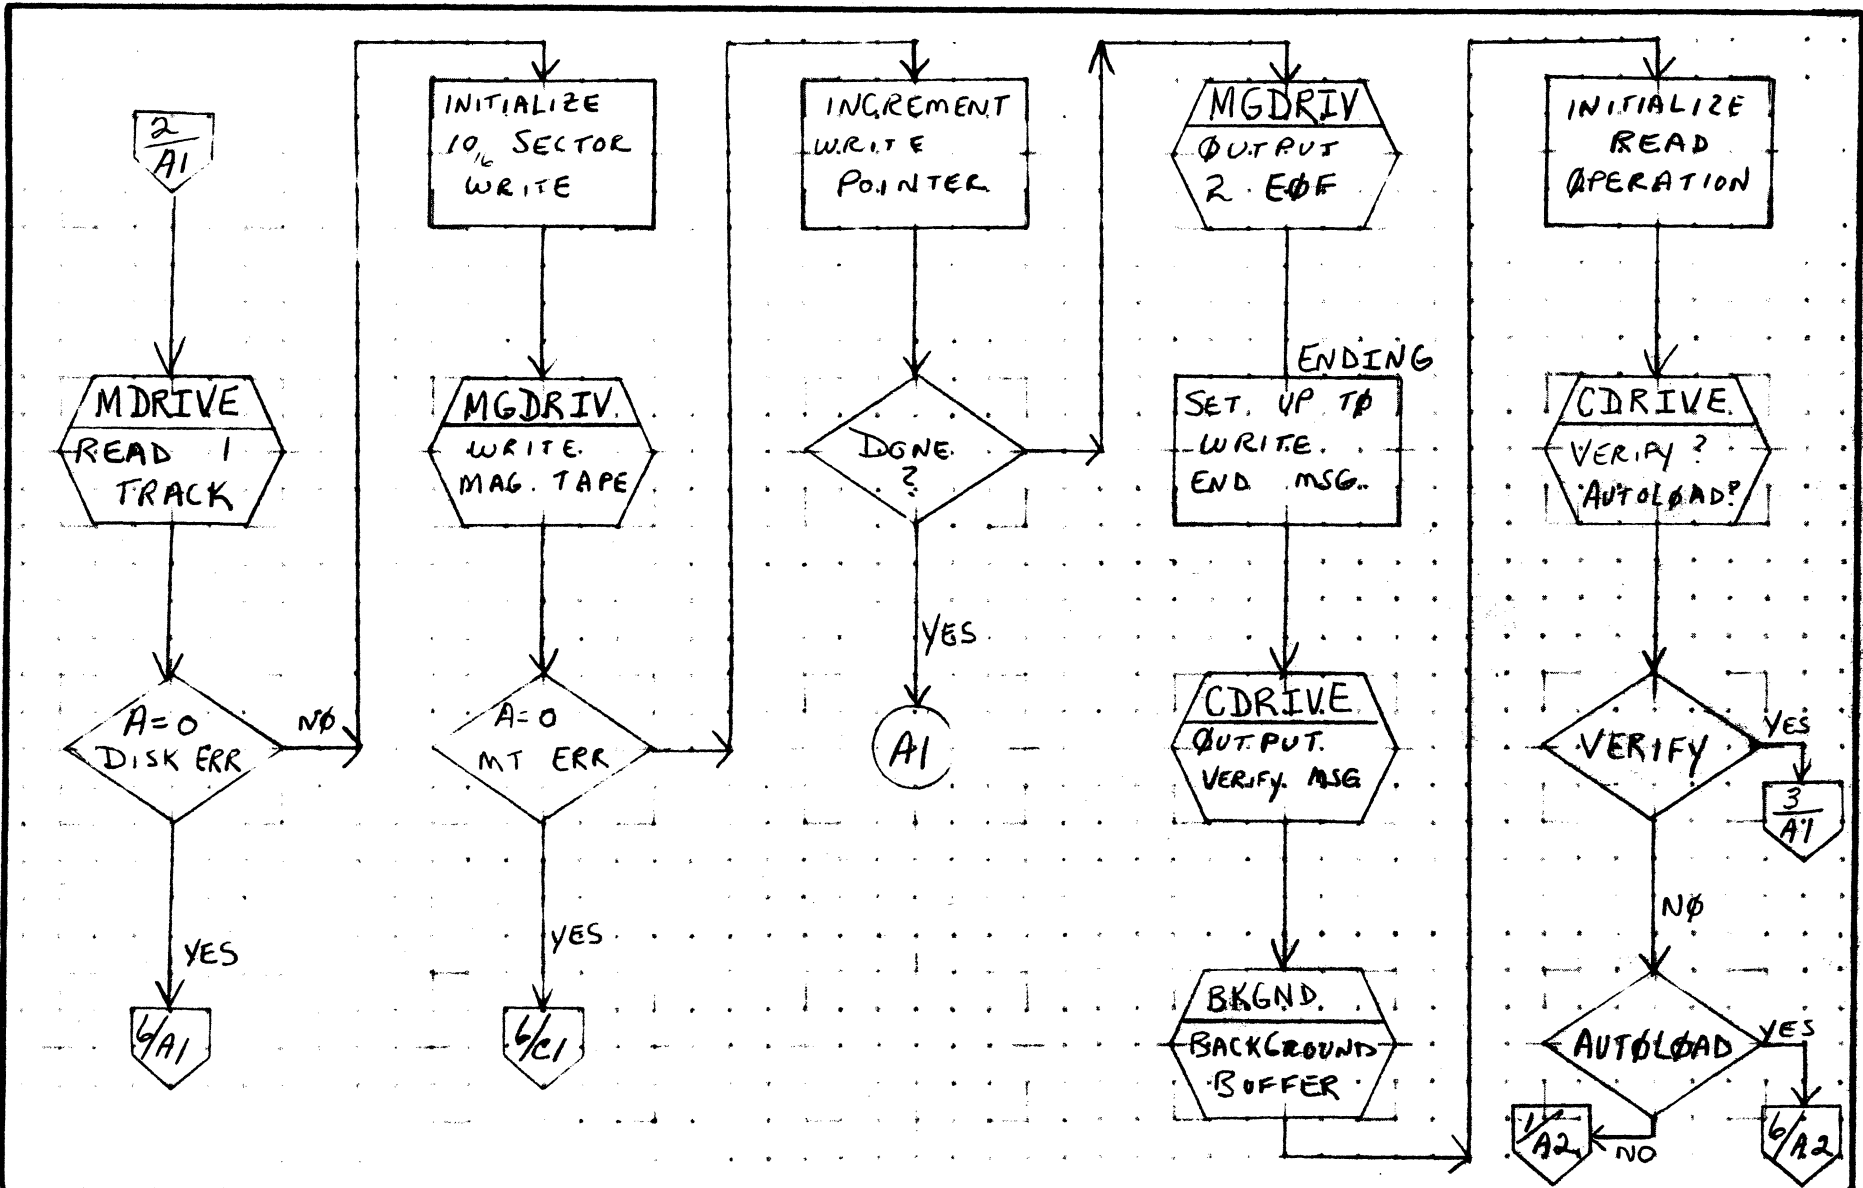 2
A1
MDRIVE
READ 1
TRACK
A=0
DISK ERR
NØ
YES
6/A1
INITIALIZE
10₁₆ SECTOR
WRITE
MGDRIV
WRITE
MAG. TAPE
A=0
MT ERR
YES
6/C1
INCREMENT
WRITE
POINTER
DONE
?
YES
A1
MGDRIV
ØUTPUT
2 EØF
ENDING
SET UP TØ
WRITE
END MSG.
CDRIVE
ØUTPUT
VERIFY MSG
BKGND
BACKGROUND
BUFFER
INITIALIZE
READ
ØPERATION
CDRIVE
VERIFY ?
AUTOLØAD?
VERIFY
YES
3
A1
NØ
AUTØLØAD
YES
6/A2
NO
1/A2